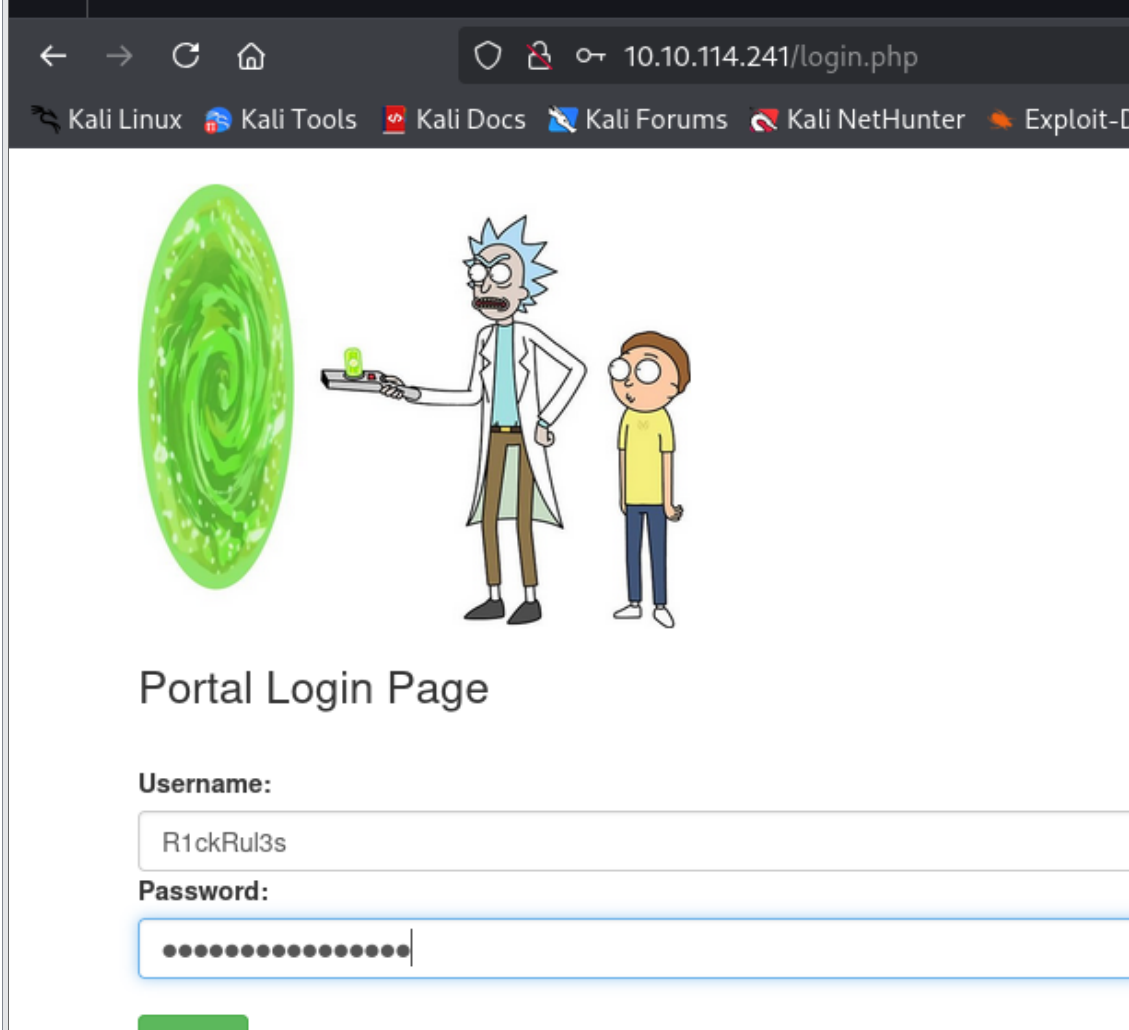 10.10.114.241/login.php
Kali Linux Kali Tools Kali Docs Kali Forums Kali NetHunter Exploit-D
Portal Login Page
Username:
R1ckRul3s
Password:
●●●●●●●●●●●●●●●●